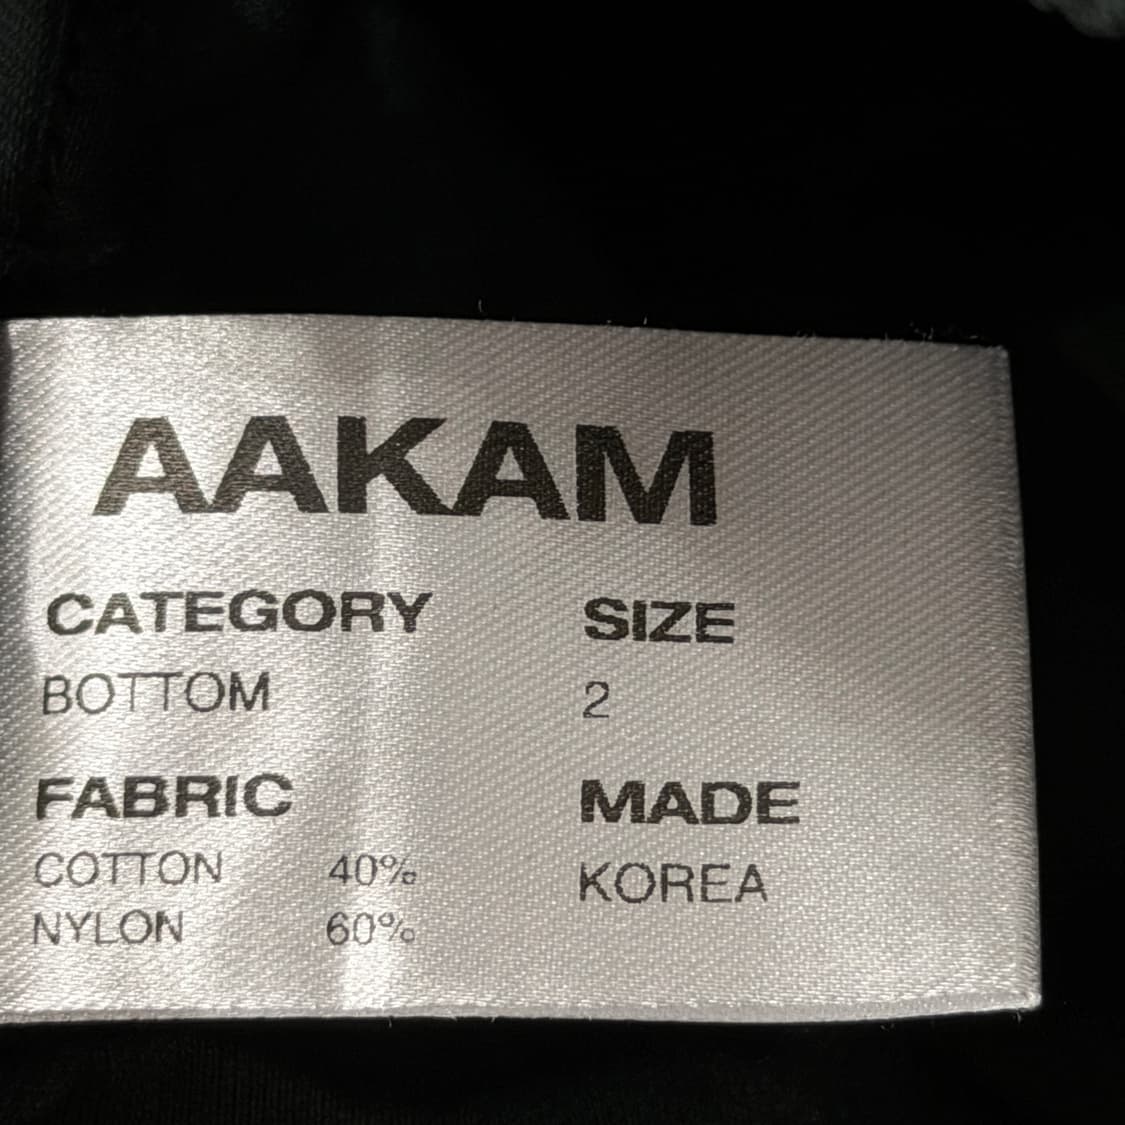 AAKAM
CATEGORY SIZE
BOTTOM 2
FABRIC MADE
COTTON 40% KOREA
NYLON 60%